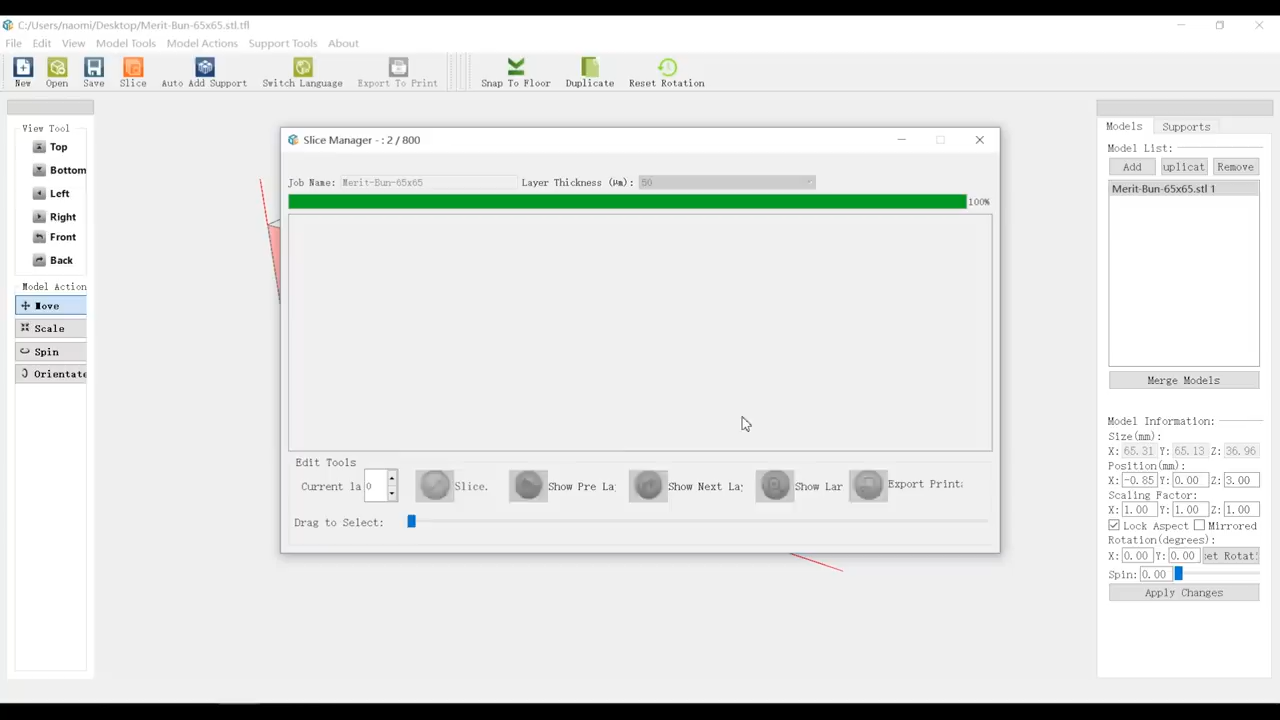 C:/Users/naomi/Desktop/Merit-Bun-65x65.stl.tfl
File Edit View Model Tools Model Actions Support Tools About
New Open Save Slice Auto Add Support Switch Language Export To Print Snap To Floor Duplicate Reset Rotation
View Tool
Top
Bottom
Left
Right
Front
Back
Model Action
Move
Scale
Spin
Orientate
Slice Manager - : 2 / 800
Job Name: Merit-Bun-65x65 Layer Thickness (μm): 50
100%
Edit Tools
Current la 0 Slice. Show Pre La Show Next La Show Lar Export Print
Drag to Select:
Models Supports
Model List:
Add uplicat Remove
Merit-Bun-65x65.stl 1
Merge Models
Model Information:
Size(mm):
X: 65.31 Y: 65.13 Z: 36.96
Position(mm):
X: -0.85 Y: 0.00 Z: 3.00
Scaling Factor:
X: 1.00 Y: 1.00 Z: 1.00
Lock Aspect Mirrored
Rotation(degrees):
X: 0.00 Y: 0.00 set Rotat
Spin: 0.00
Apply Changes